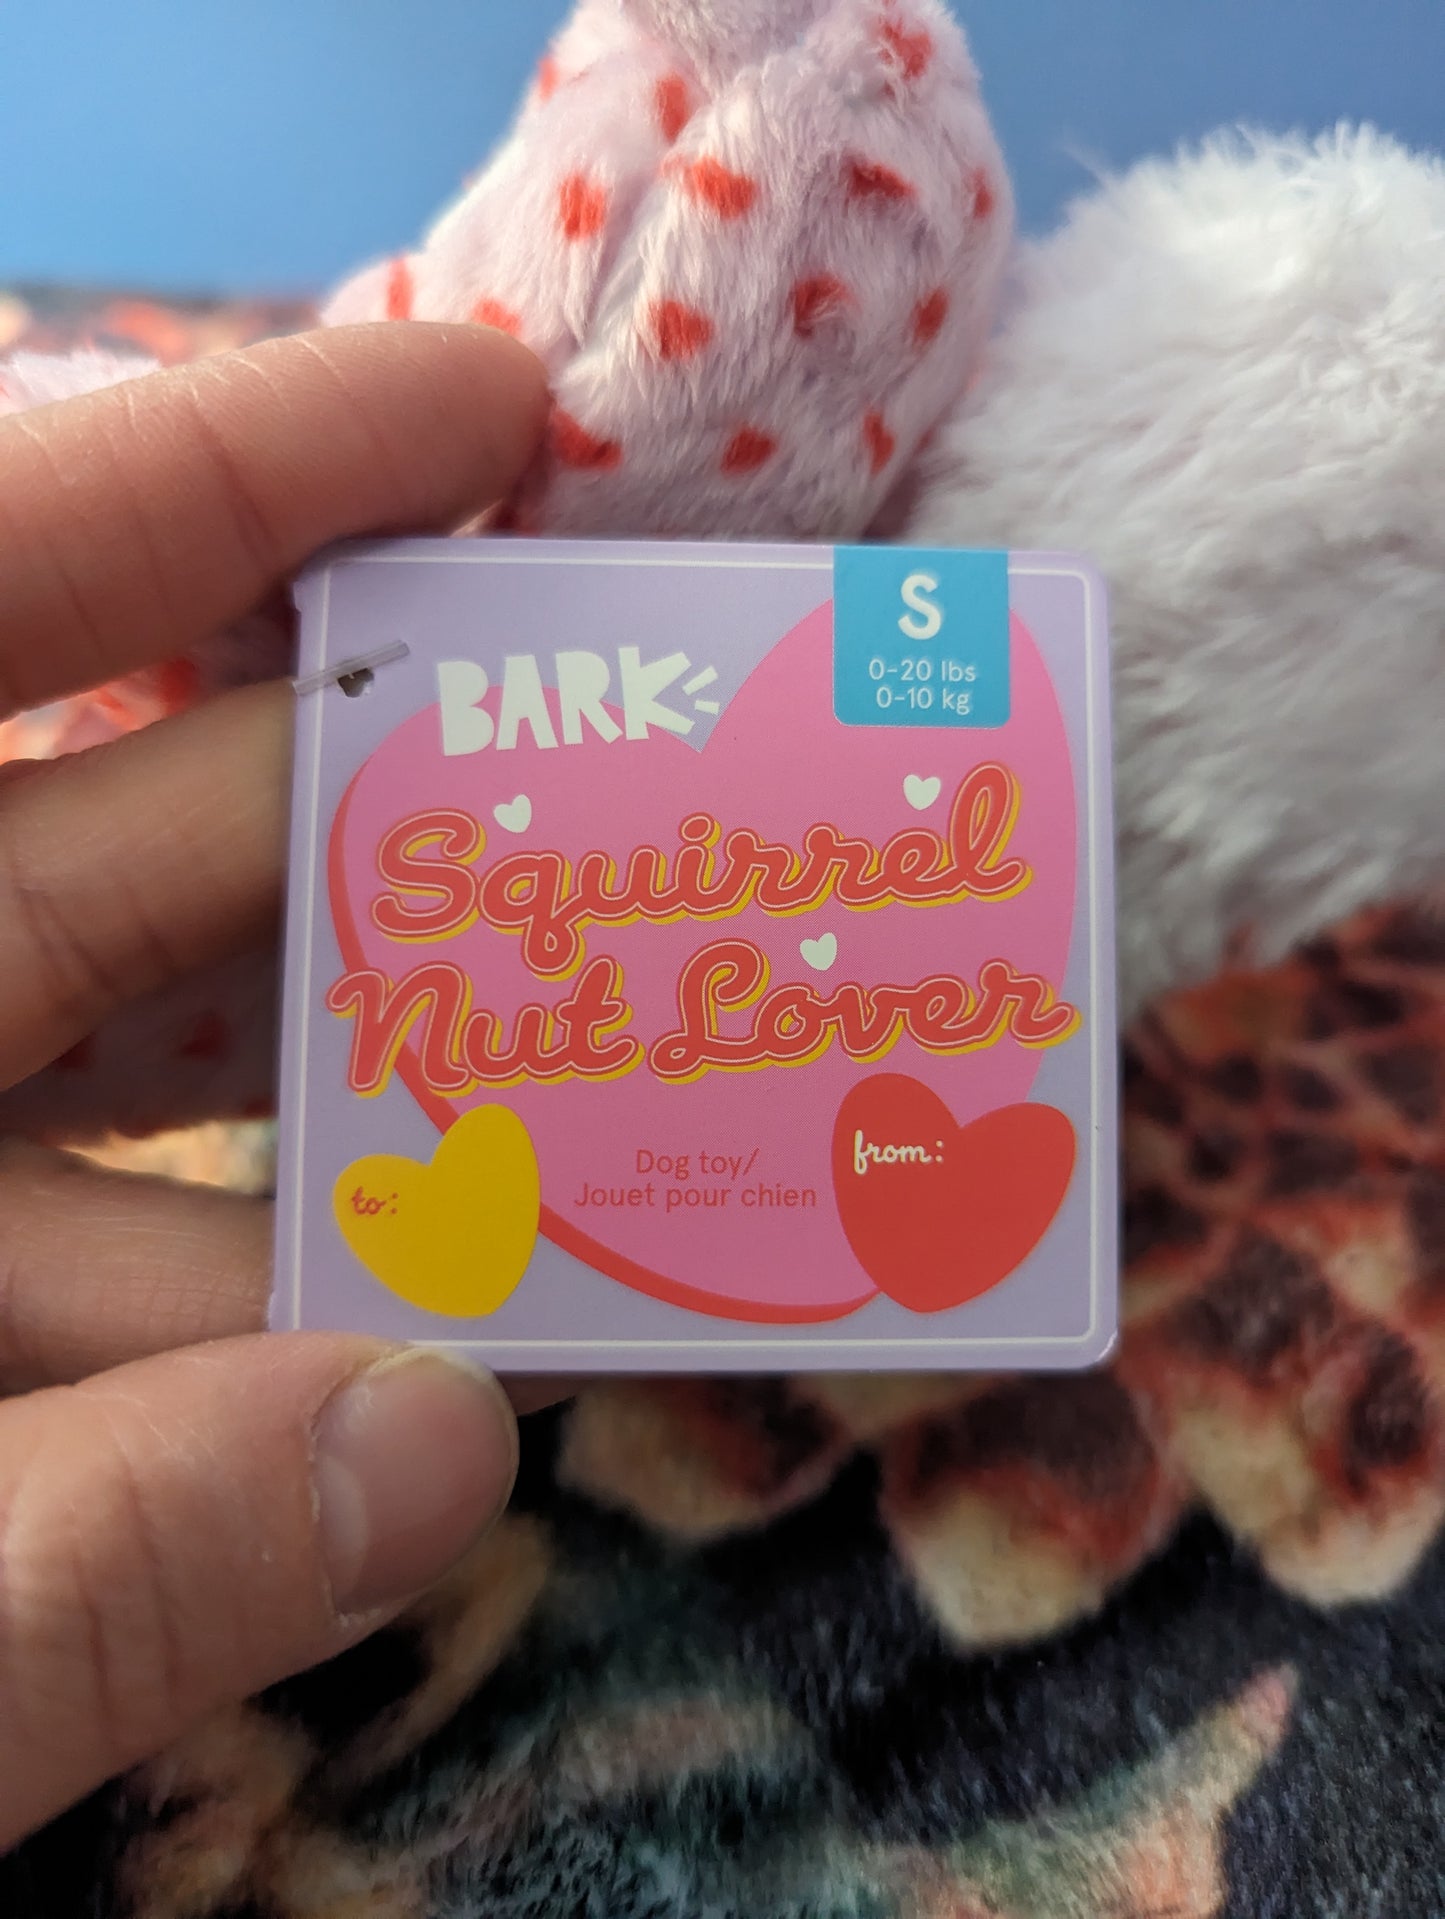 BARK
S
0-20 lbs
0-10 kg
Squirrel
Nut Lover
to:
Dog toy/
Jouet pour chien
from: